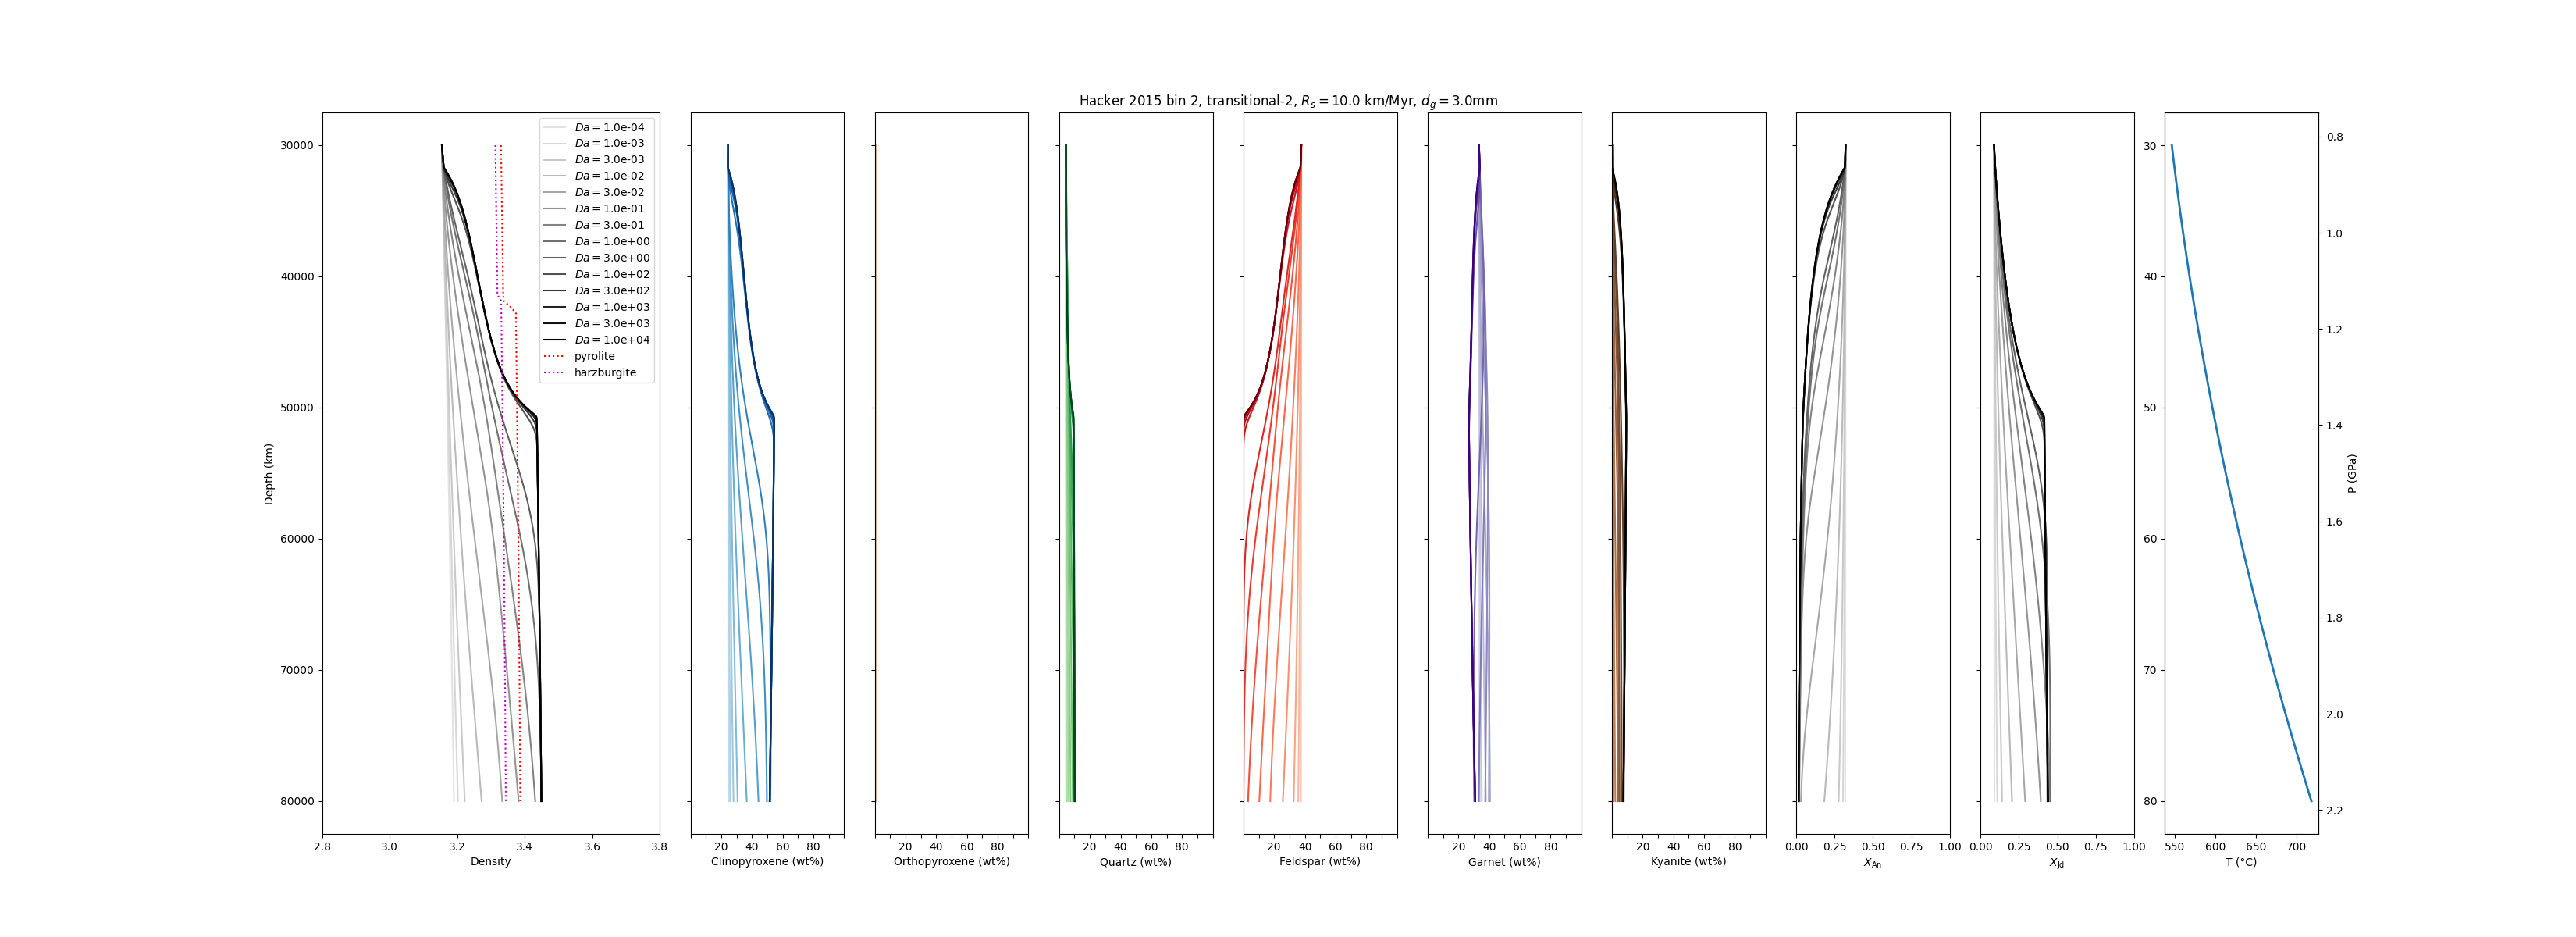 Hacker 2015 bin 2, transitional-2, R_s = 10.0 km/Myr, d_g = 3.0mm
Depth (km)
30000
40000
50000
60000
70000
80000
2.8 3.0 3.2 3.4 3.6 3.8
Density
Da = 1.0e-04
Da = 1.0e-03
Da = 3.0e-03
Da = 1.0e-02
Da = 3.0e-02
Da = 1.0e-01
Da = 3.0e-01
Da = 1.0e+00
Da = 3.0e+00
Da = 1.0e+02
Da = 3.0e+02
Da = 1.0e+03
Da = 3.0e+03
Da = 1.0e+04
pyrolite
harzburgite
20 40 60 80
Clinopyroxene (wt%)
20 40 60 80
Orthopyroxene (wt%)
20 40 60 80
Quartz (wt%)
20 40 60 80
Feldspar (wt%)
20 40 60 80
Garnet (wt%)
20 40 60 80
Kyanite (wt%)
0.00 0.25 0.50 0.75 1.00
X_An
0.00 0.25 0.50 0.75 1.00
X_Jd
30
40
50
60
70
80
550 600 650 700
T (°C)
0.8
1.0
1.2
1.4
1.6
1.8
2.0
2.2
P (GPa)